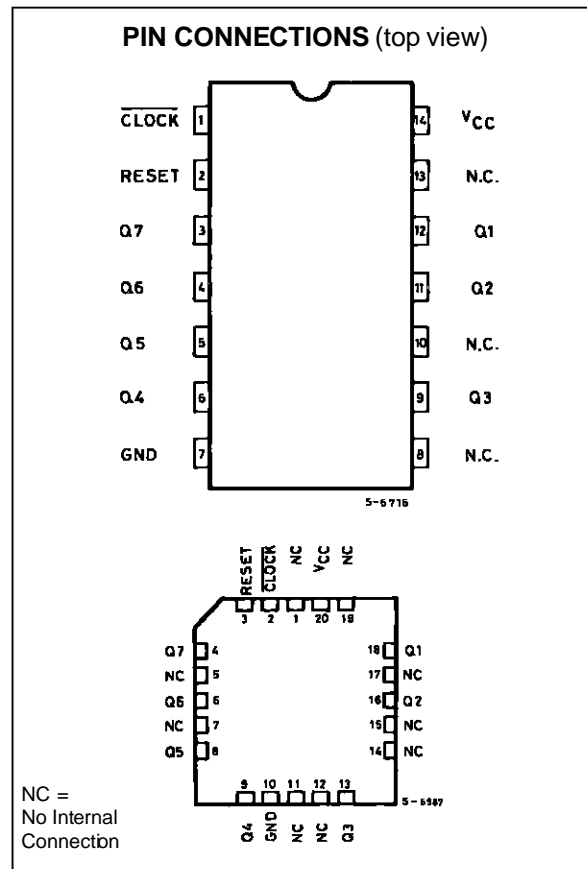 PIN CONNECTIONS (top view)
CLOCK 1 14 VCC
RESET 2 13 N.C.
Q7 3 12 Q1
Q6 4 11 Q2
Q5 5 10 N.C.
Q4 6 9 Q3
GND 7 8 N.C.
5-6716
RESET CLOCK NC VCC NC
3 2 1 20 19
Q7 4 18 Q1
NC 5 17 NC
Q6 6 16 Q2
NC 7 15 NC
Q5 8 14 NC
9 10 11 12 13
Q4 GND NC NC Q3
NC =
No Internal
Connection